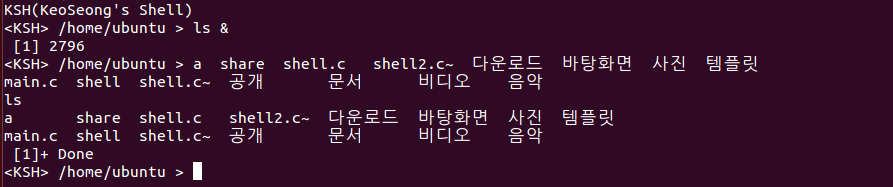 KSH(KeoSeong's Shell)
<KSH> /home/ubuntu > ls &
[1] 2796
<KSH> /home/ubuntu > a  share  shell.c   shell2.c~  다운로드  바탕화면  사진  템플릿
main.c  shell  shell.c~  공개       문서      비디오    음악
ls
a       share  shell.c   shell2.c~  다운로드  바탕화면  사진  템플릿
main.c  shell  shell.c~  공개       문서      비디오    음악
[1]+ Done
<KSH> /home/ubuntu >